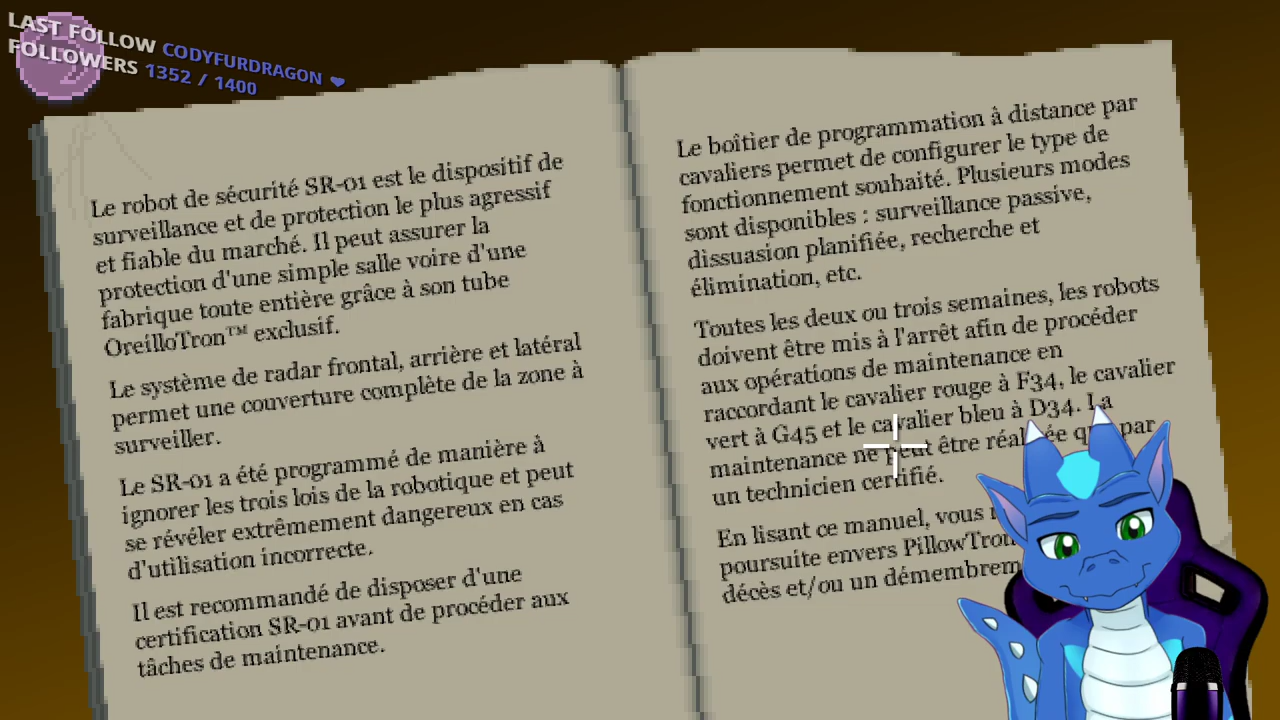 LAST FOLLOW CODYFURDRAGON ❤
FOLLOWERS 1352 / 1400
Le robot de sécurité SR-01 est le dispositif de
surveillance et de protection le plus agressif
et fiable du marché. Il peut assurer la
protection d'une simple salle voire d'une
fabrique toute entière grâce à son tube
OreilloTron™ exclusif.
Le système de radar frontal, arrière et latéral
permet une couverture complète de la zone à
surveiller.
Le SR-01 a été programmé de manière à
ignorer les trois lois de la robotique et peut
se révéler extrêmement dangereux en cas
d'utilisation incorrecte.
Il est recommandé de disposer d'une
certification SR-01 avant de procéder aux
tâches de maintenance.
Le boîtier de programmation à distance par
cavaliers permet de configurer le type de
fonctionnement souhaité. Plusieurs modes
sont disponibles : surveillance passive,
dissuasion planifiée, recherche et
élimination, etc.
Toutes les deux ou trois semaines, les robots
doivent être mis à l'arrêt afin de procéder
aux opérations de maintenance en
raccordant le cavalier rouge à F34, le cavalier
vert à G45 et le cavalier bleu à D34. La
maintenance ne peut être réalisée que par
un technicien certifié.
En lisant ce manuel, vous
poursuite envers PillowTron
décès et/ou un démembrem